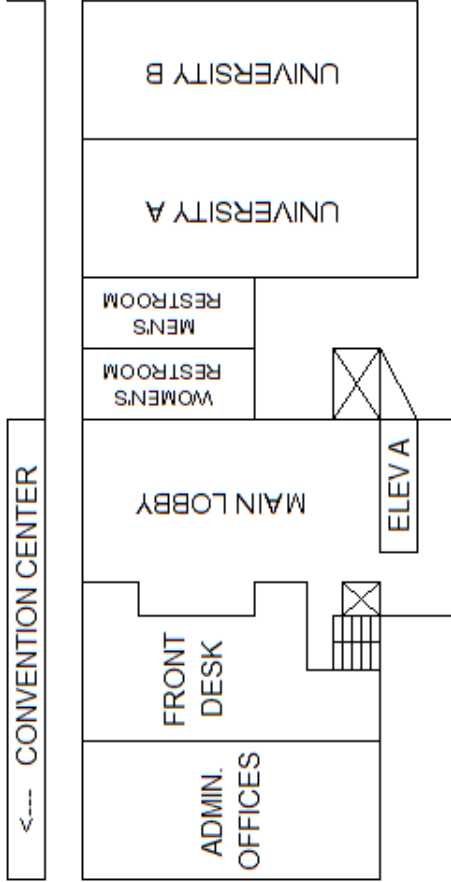 UNIVERSITY B
UNIVERSITY A
MEN'S
RESTROOM
WOMEN'S
RESTROOM
MAIN LOBBY
ELEV A
FRONT
DESK
ADMIN.
OFFICES
<--- CONVENTION CENTER